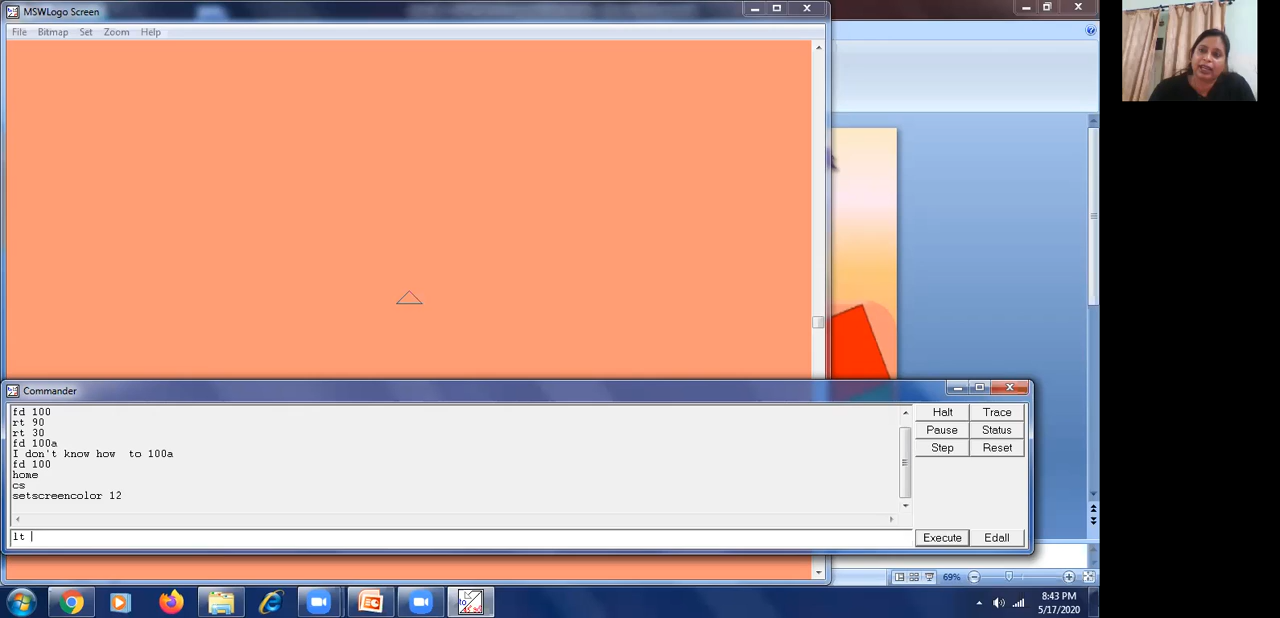 MSWLogo Screen
File Bitmap Set Zoom Help
Commander
fd 100
rt 90
rt 30
fd 100a
I don't know how  to 100a
fd 100
home
cs
setscreencolor 12
lt
Halt Trace
Pause Status
Step Reset
Execute Edall
69%
8:43 PM
5/17/2020